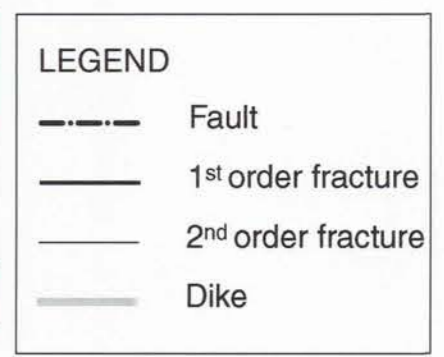 LEGEND
Fault
1st order fracture
2nd order fracture
Dike